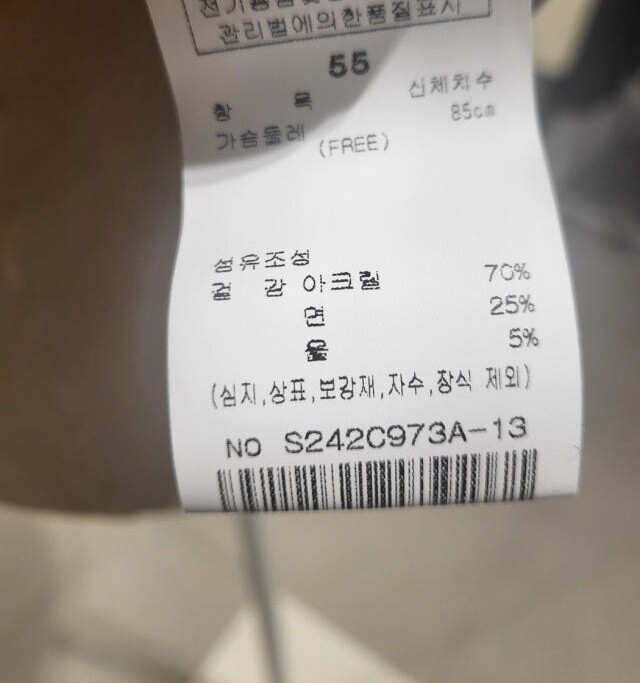 관리법에의한품질표시
55
항 목 신체치수
가슴둘레 85cm
(FREE)
섬유조성
겉 감 아크릴 70%
면 25%
울 5%
(심지,상표,보강재,자수,장식 제외)
NO S242C973A-13